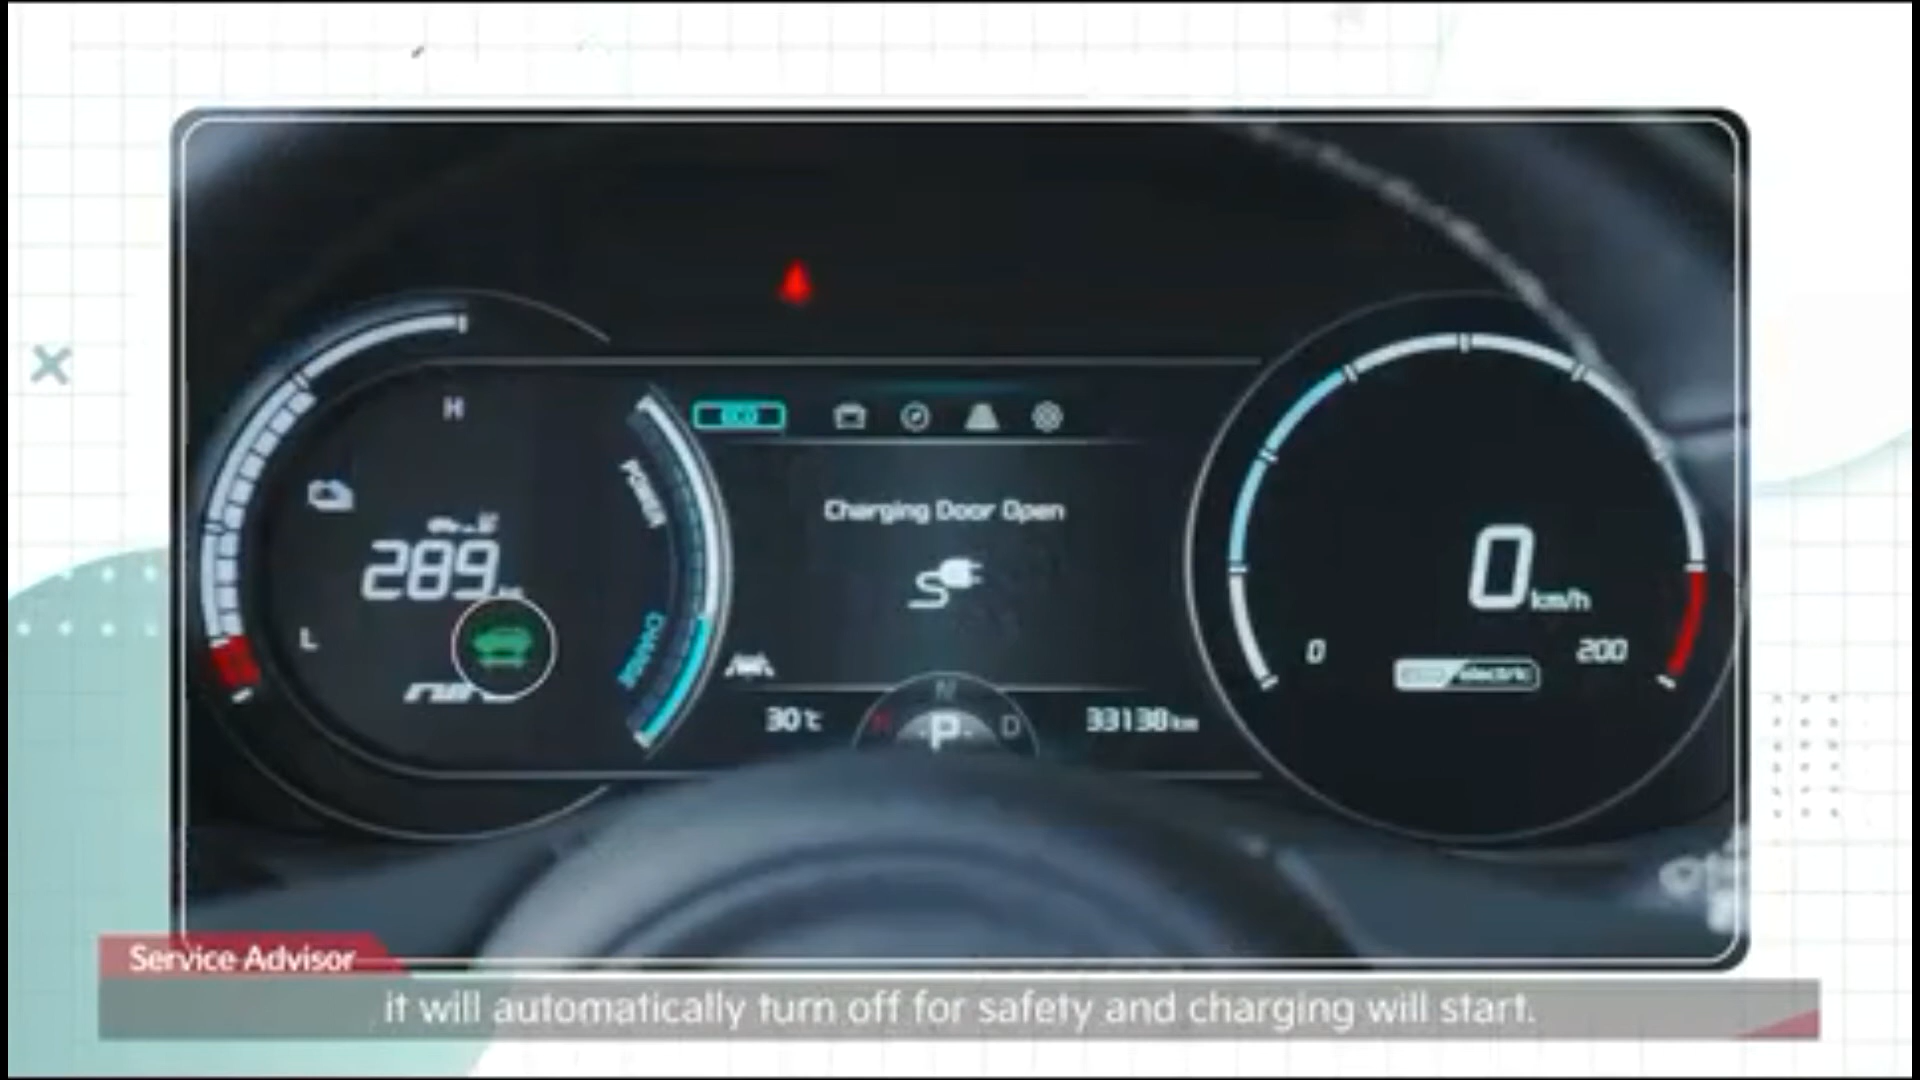 H
POWER
Charging Door Open
289
0 km/h
L
CHARGE
0
200
electric
30℃
P
D
33138 km
Service Advisor
it will automatically turn off for safety and charging will start.